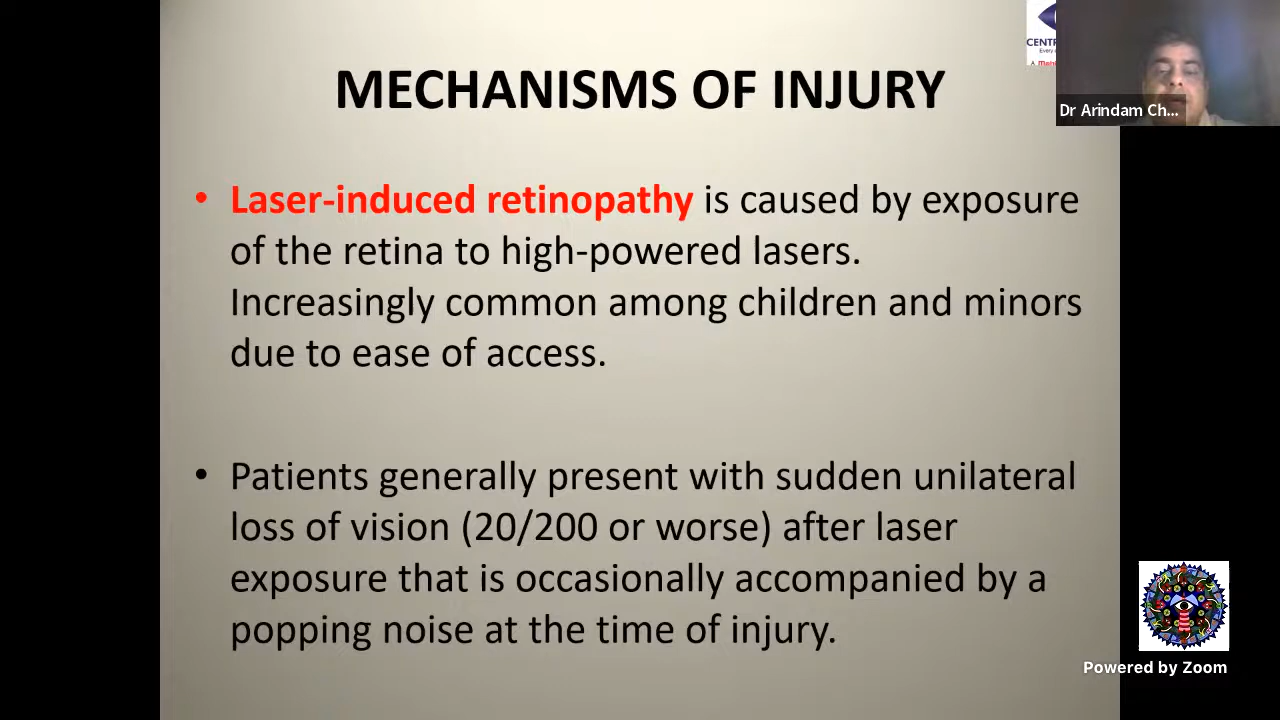 MECHANISMS OF INJURY
CENTR
Dr Arindam Ch...
• Laser-induced retinopathy is caused by exposure
of the retina to high-powered lasers.
Increasingly common among children and minors
due to ease of access.
• Patients generally present with sudden unilateral
loss of vision (20/200 or worse) after laser
exposure that is occasionally accompanied by a
popping noise at the time of injury.
Powered by Zoom